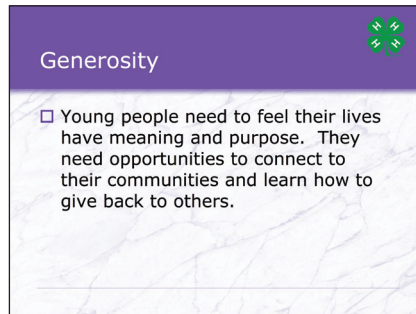 H H
H H
Generosity
Young people need to feel their lives
have meaning and purpose. They
need opportunities to connect to
their communities and learn how to
give back to others.